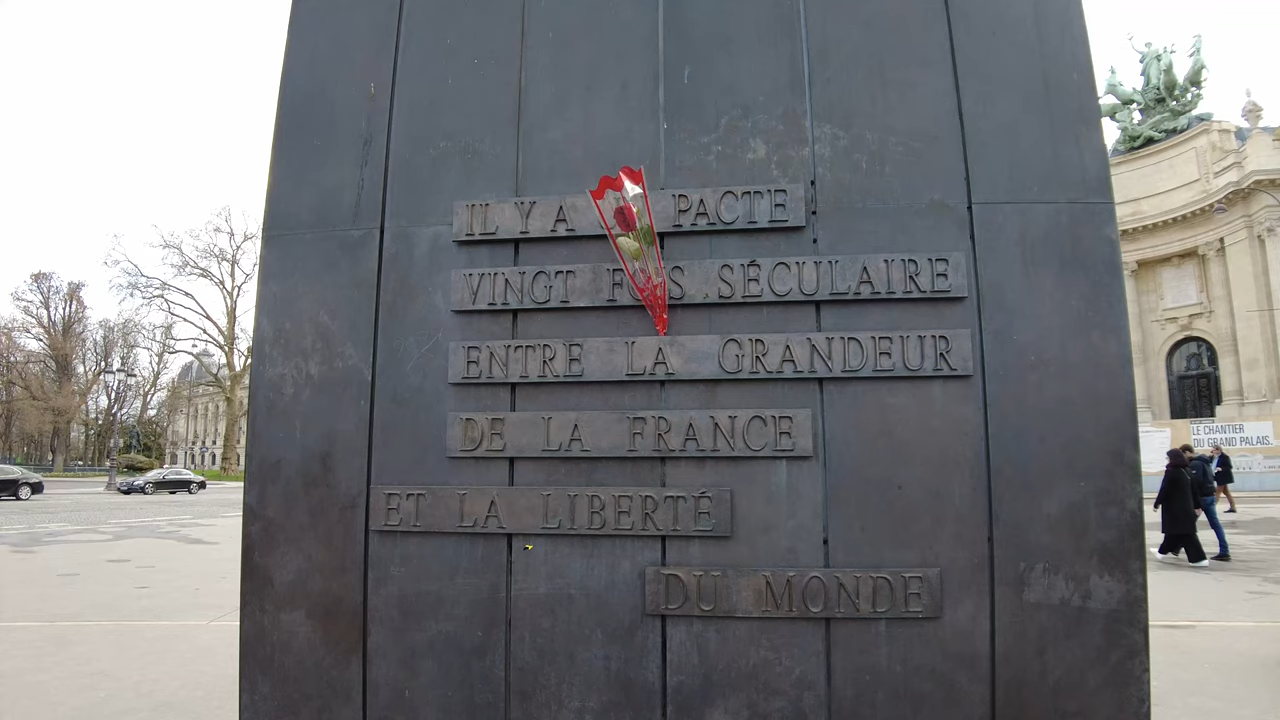 IL Y A PACTE
VINGT FOIS SÉCULAIRE
ENTRE LA GRANDEUR
DE LA FRANCE
ET LA LIBERTÉ
DU MONDE
LE CHANTIER
DU GRAND PALAIS.